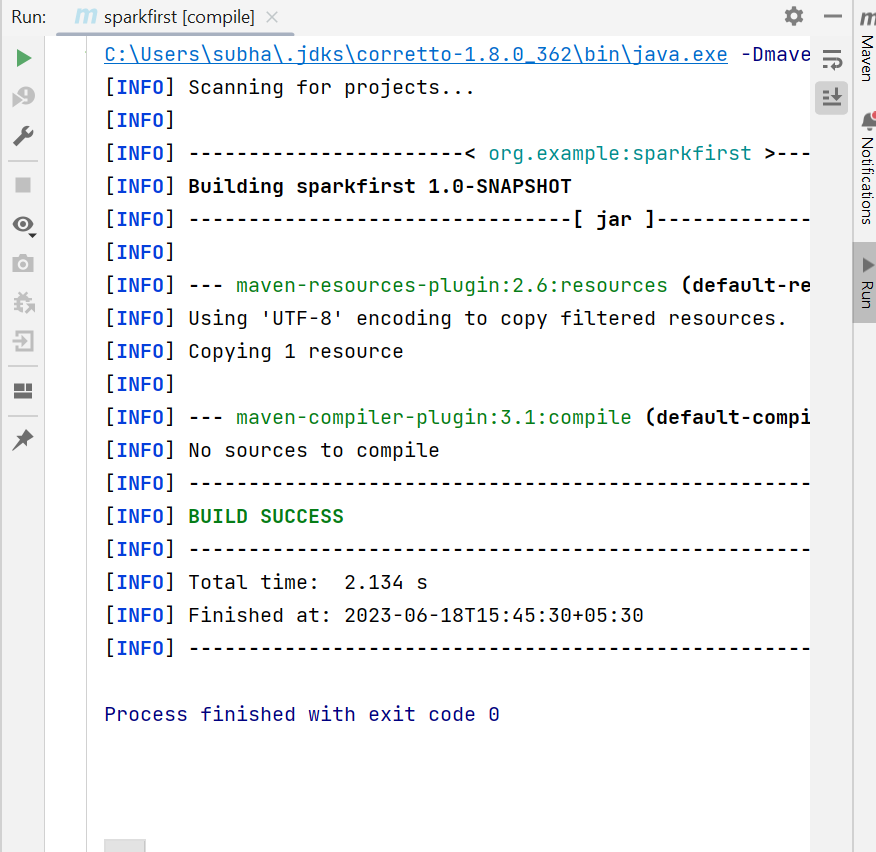 Run: sparkfirst [compile]
C:\Users\subha\.jdks\corretto-1.8.0_362\bin\java.exe -Dmave
[INFO] Scanning for projects...
[INFO]
[INFO] -----------------------< org.example:sparkfirst >---
[INFO] Building sparkfirst 1.0-SNAPSHOT
[INFO] --------------------------------[ jar ]-------------
[INFO]
[INFO] --- maven-resources-plugin:2.6:resources (default-re
[INFO] Using 'UTF-8' encoding to copy filtered resources.
[INFO] Copying 1 resource
[INFO]
[INFO] --- maven-compiler-plugin:3.1:compile (default-compi
[INFO] No sources to compile
[INFO] ----------------------------------------------------
[INFO] BUILD SUCCESS
[INFO] ----------------------------------------------------
[INFO] Total time:  2.134 s
[INFO] Finished at: 2023-06-18T15:45:30+05:30
[INFO] ----------------------------------------------------
Process finished with exit code 0
Maven
Notifications
Run